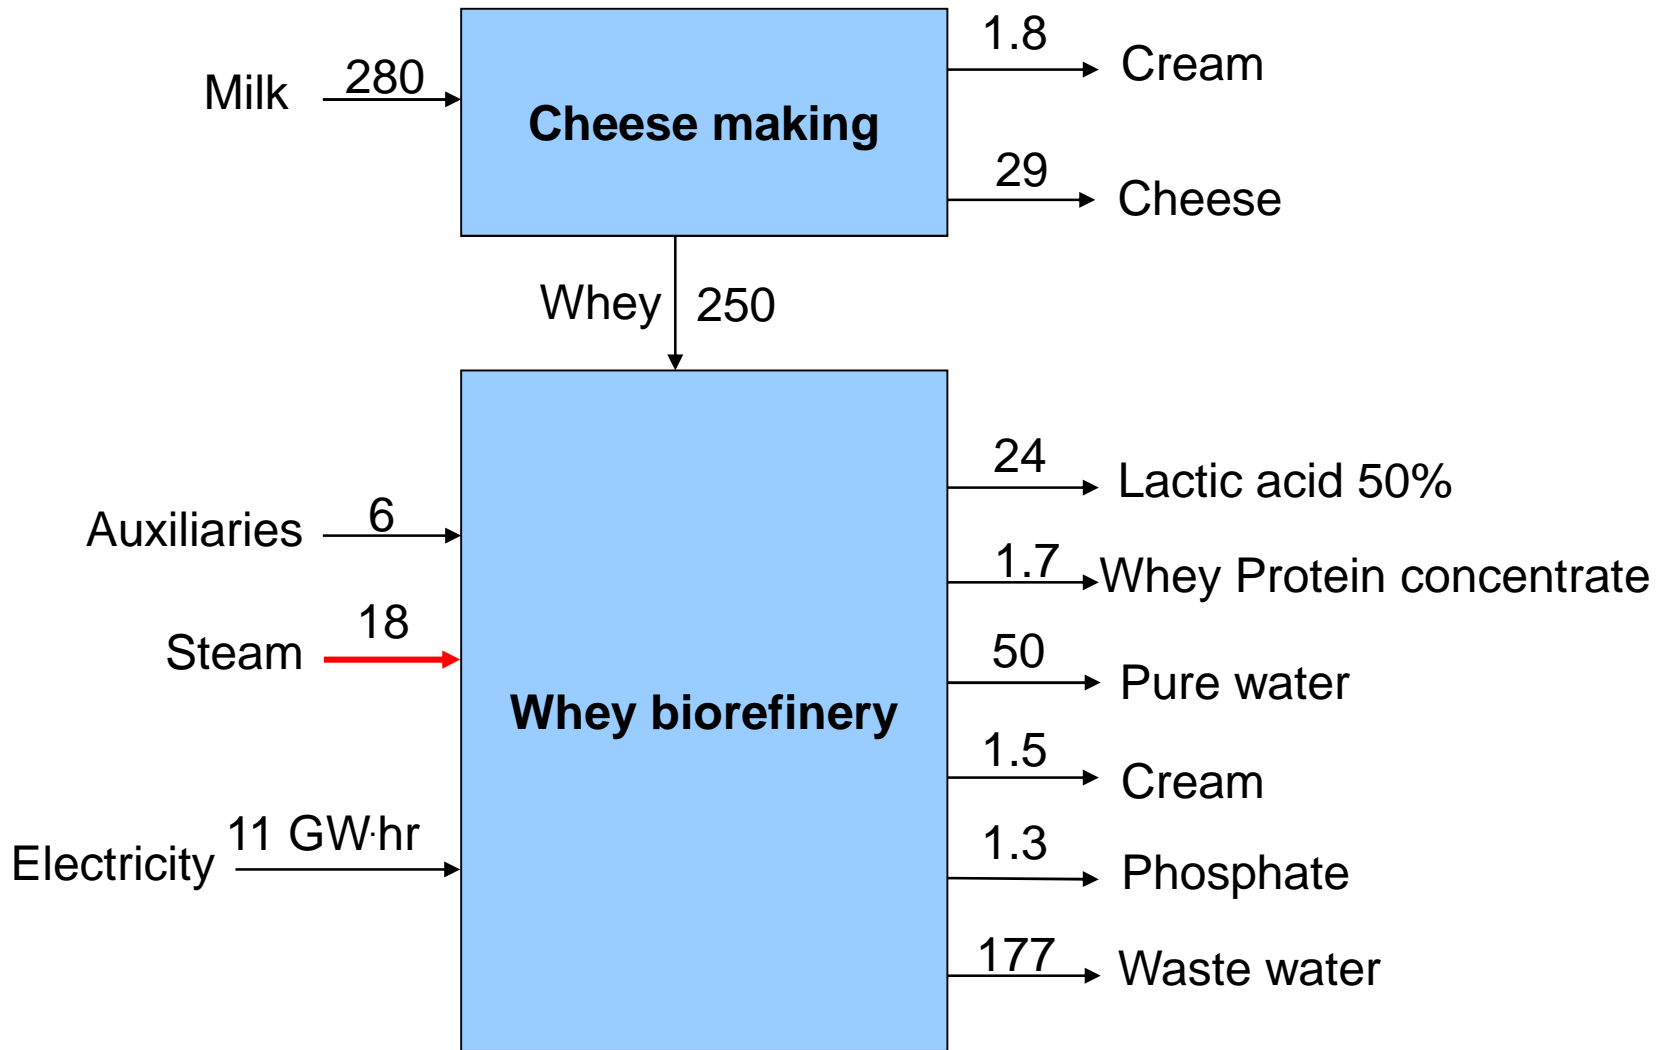 Milk
280
Cheese making
1.8
Cream
29
Cheese
Whey
250
Auxiliaries
6
Steam
18
Electricity
11 GW·hr
Whey biorefinery
24
Lactic acid 50%
1.7
Whey Protein concentrate
50
Pure water
1.5
Cream
1.3
Phosphate
177
Waste water